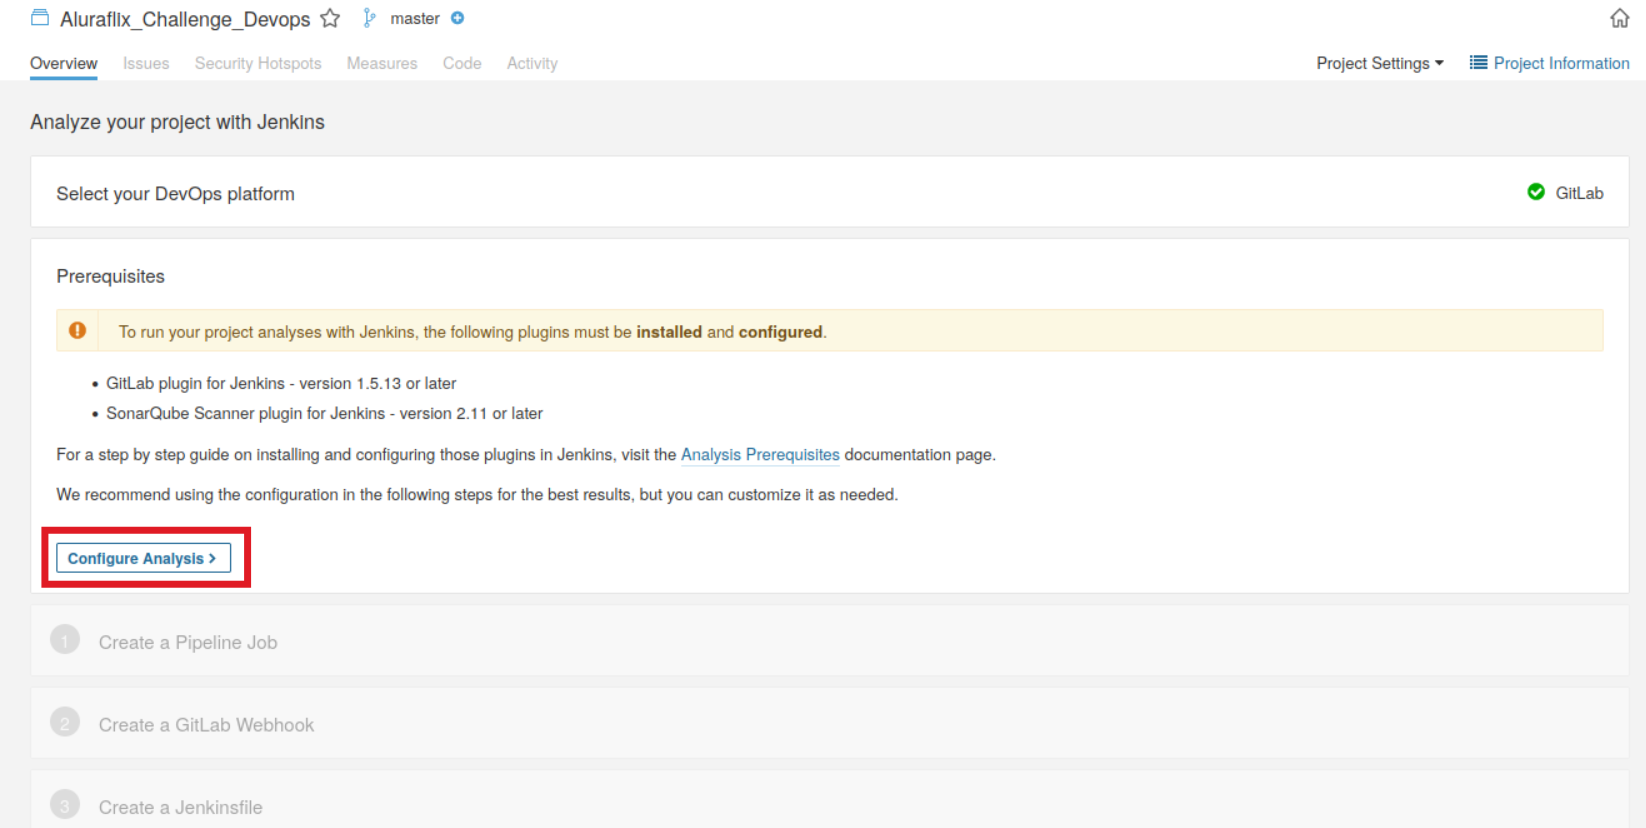 Aluraflix_Challenge_Devops master
Overview Issues Security Hotspots Measures Code Activity Project Settings Project Information
Analyze your project with Jenkins
Select your DevOps platform GitLab
Prerequisites
To run your project analyses with Jenkins, the following plugins must be installed and configured.
• GitLab plugin for Jenkins - version 1.5.13 or later
• SonarQube Scanner plugin for Jenkins - version 2.11 or later
For a step by step guide on installing and configuring those plugins in Jenkins, visit the Analysis Prerequisites documentation page.
We recommend using the configuration in the following steps for the best results, but you can customize it as needed.
Configure Analysis >
1 Create a Pipeline Job
2 Create a GitLab Webhook
3 Create a Jenkinsfile